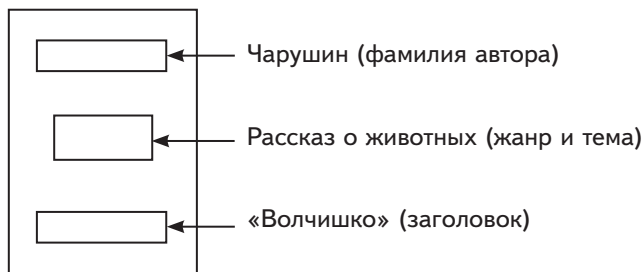 Чарушин (фамилия автора)
Рассказ о животных (жанр и тема)
«Волчишко» (заголовок)